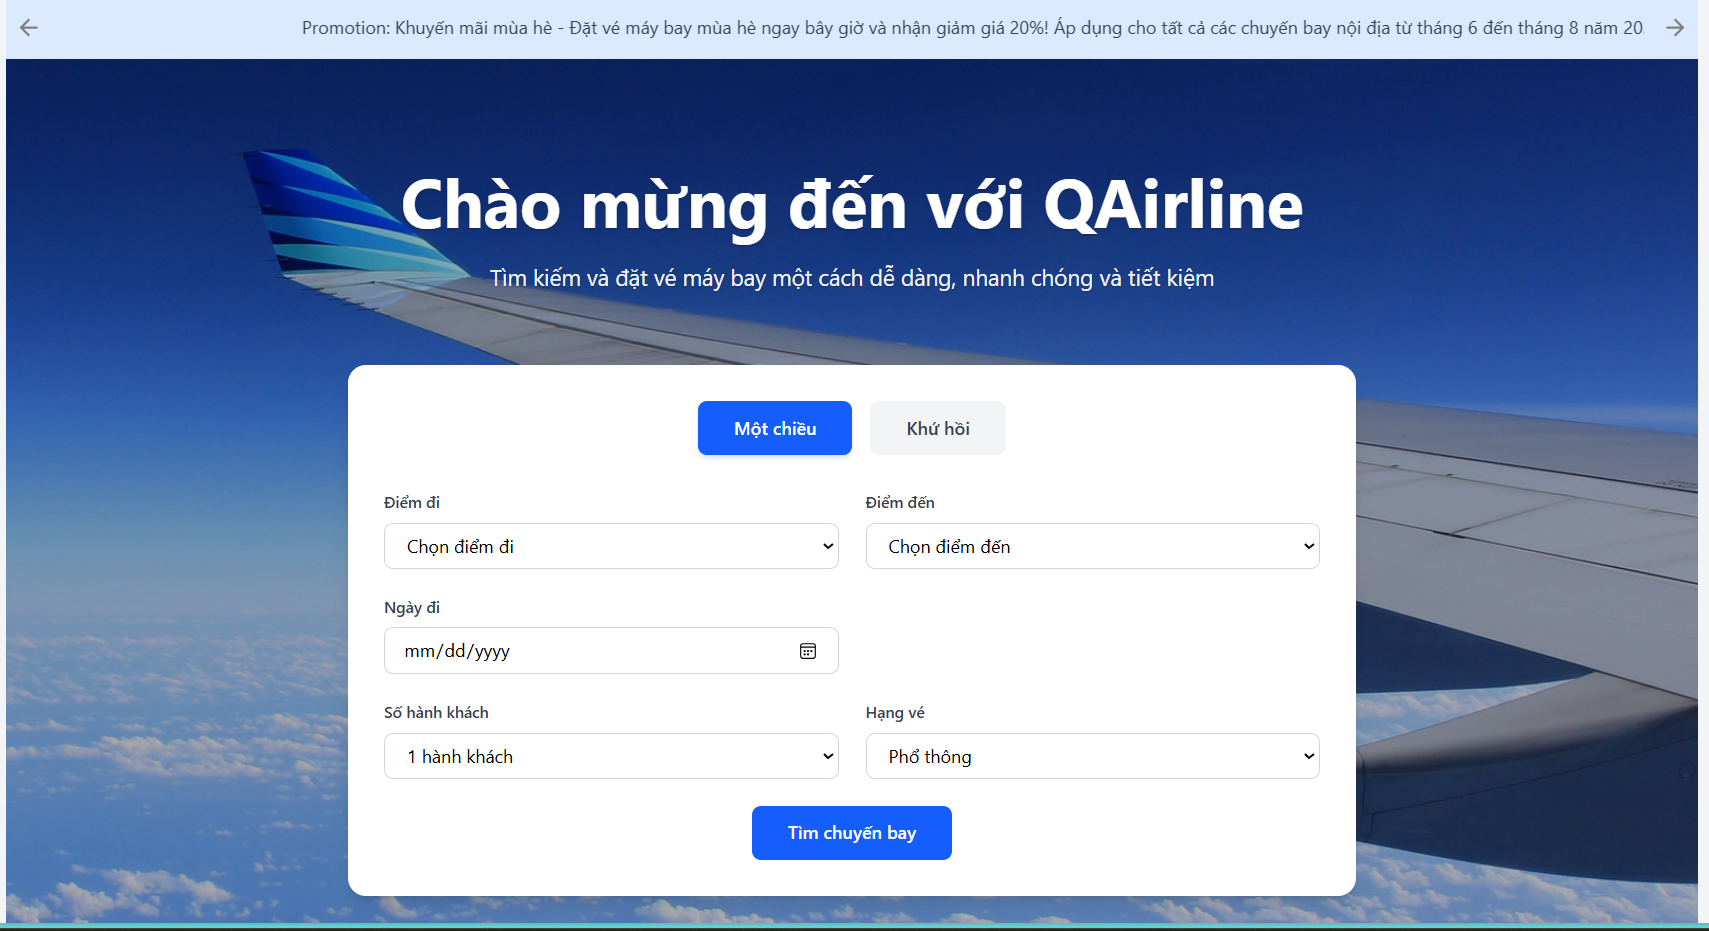 Promotion: Khuyến mãi mùa hè - Đặt vé máy bay mùa hè ngay bây giờ và nhận giảm giá 20%! Áp dụng cho tất cả các chuyến bay nội địa từ tháng 6 đến tháng 8 năm 20
Chào mừng đến với QAirline
Tìm kiếm và đặt vé máy bay một cách dễ dàng, nhanh chóng và tiết kiệm
Một chiều Khứ hồi
Điểm đi Điểm đến
Chọn điểm đi Chọn điểm đến
Ngày đi
mm/dd/yyyy
Số hành khách Hạng vé
1 hành khách Phổ thông
Tìm chuyến bay